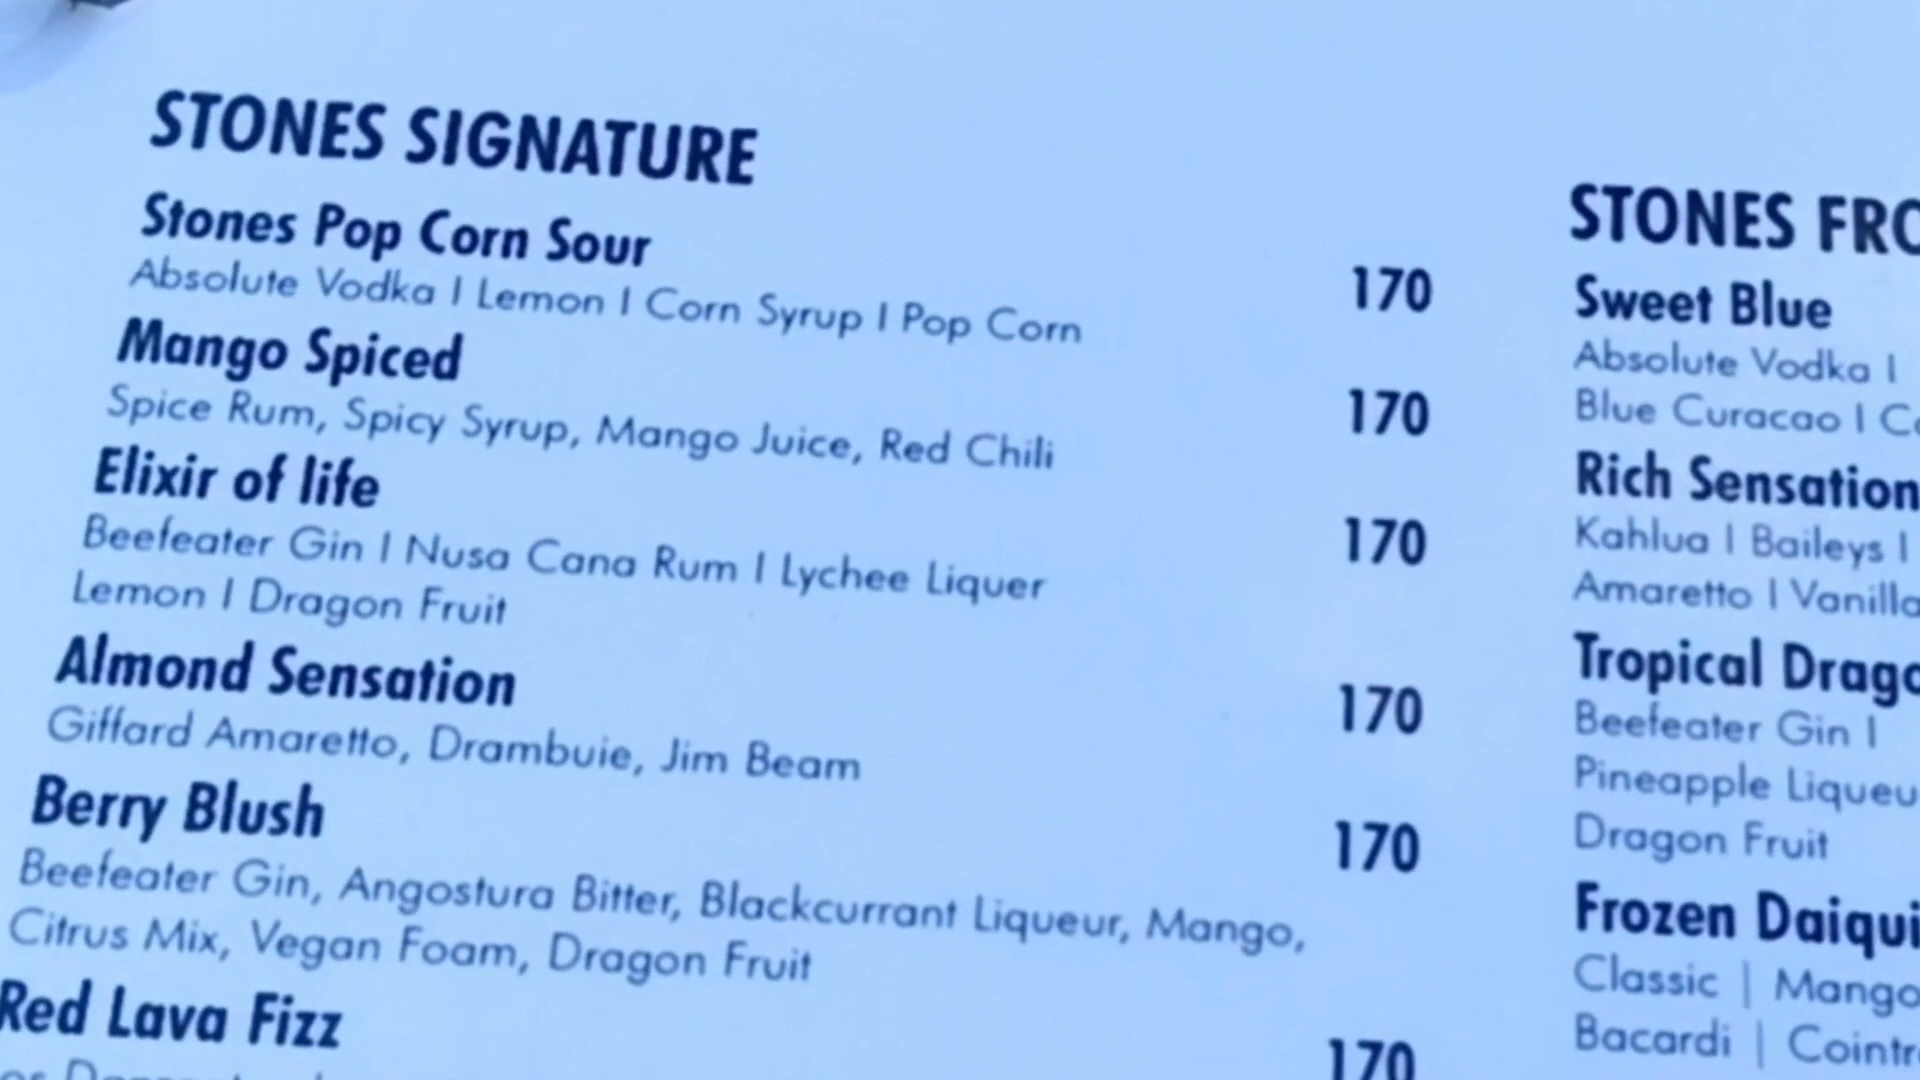 STONES SIGNATURE
Stones Pop Corn Sour 170
Absolute Vodka | Lemon | Corn Syrup | Pop Corn
Mango Spiced 170
Spice Rum, Spicy Syrup, Mango Juice, Red Chili
Elixir of life 170
Beefeater Gin | Nusa Cana Rum | Lychee Liquer
Lemon | Dragon Fruit
Almond Sensation 170
Giffard Amaretto, Drambuie, Jim Beam
Berry Blush 170
Beefeater Gin, Angostura Bitter, Blackcurrant Liqueur, Mango,
Citrus Mix, Vegan Foam, Dragon Fruit
Red Lava Fizz 170
STONES
Sweet Blue
Absolute Vodka |
Blue Curacao |
Rich Sensation
Kahlua | Baileys |
Amaretto |
Tropical
Beefeater Gin |
Pineapple
Dragon Fruit
Frozen
Classic | Mango
Bacardi |